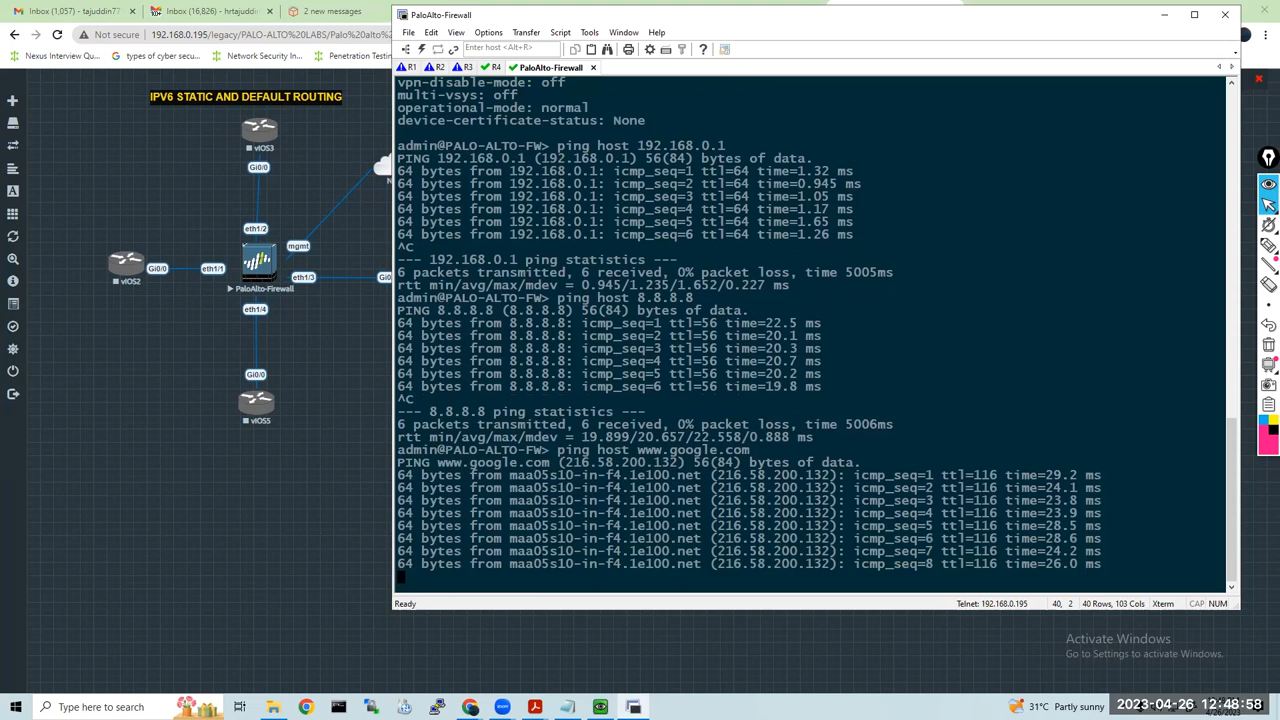 Inbox (1,057) - tajuddin77
Inbox (16,826) - hrtajuddin
2 new messages
Not secure
192.168.0.195/legacy/PALO-ALTO%20LABS/Palo%20alto%
Nexus Interview Qu...
types of cyber sec...
Network Security In...
Penetration Testing
IPV6 STATIC AND DEFAULT ROUTING
vIOS3
Gi0/0
eth1/2
mgmt
vIOS2
Gi0/0
eth1/1
eth1/3
Gi0/
PaloAlto-Firewall
eth1/4
Gi0/0
vIOS5
PaloAlto-Firewall
File Edit View Options Transfer Script Tools Window Help
Enter host <Alt+R>
R1 R2 R3 R4 PaloAlto-Firewall
vpn-disable-mode: off
multi-vsys: off
operational-mode: normal
device-certificate-status: None
admin@PALO-ALTO-FW> ping host 192.168.0.1
PING 192.168.0.1 (192.168.0.1) 56(84) bytes of data.
64 bytes from 192.168.0.1: icmp_seq=1 ttl=64 time=1.32 ms
64 bytes from 192.168.0.1: icmp_seq=2 ttl=64 time=0.945 ms
64 bytes from 192.168.0.1: icmp_seq=3 ttl=64 time=1.05 ms
64 bytes from 192.168.0.1: icmp_seq=4 ttl=64 time=1.17 ms
64 bytes from 192.168.0.1: icmp_seq=5 ttl=64 time=1.65 ms
64 bytes from 192.168.0.1: icmp_seq=6 ttl=64 time=1.26 ms
^C
--- 192.168.0.1 ping statistics ---
6 packets transmitted, 6 received, 0% packet loss, time 5005ms
rtt min/avg/max/mdev = 0.945/1.235/1.652/0.227 ms
admin@PALO-ALTO-FW> ping host 8.8.8.8
PING 8.8.8.8 (8.8.8.8) 56(84) bytes of data.
64 bytes from 8.8.8.8: icmp_seq=1 ttl=56 time=22.5 ms
64 bytes from 8.8.8.8: icmp_seq=2 ttl=56 time=20.1 ms
64 bytes from 8.8.8.8: icmp_seq=3 ttl=56 time=20.3 ms
64 bytes from 8.8.8.8: icmp_seq=4 ttl=56 time=20.7 ms
64 bytes from 8.8.8.8: icmp_seq=5 ttl=56 time=20.2 ms
64 bytes from 8.8.8.8: icmp_seq=6 ttl=56 time=19.8 ms
^C
--- 8.8.8.8 ping statistics ---
6 packets transmitted, 6 received, 0% packet loss, time 5006ms
rtt min/avg/max/mdev = 19.899/20.657/22.558/0.888 ms
admin@PALO-ALTO-FW> ping host www.google.com
PING www.google.com (216.58.200.132) 56(84) bytes of data.
64 bytes from maa05s10-in-f4.1e100.net (216.58.200.132): icmp_seq=1 ttl=116 time=29.2 ms
64 bytes from maa05s10-in-f4.1e100.net (216.58.200.132): icmp_seq=2 ttl=116 time=24.1 ms
64 bytes from maa05s10-in-f4.1e100.net (216.58.200.132): icmp_seq=3 ttl=116 time=23.8 ms
64 bytes from maa05s10-in-f4.1e100.net (216.58.200.132): icmp_seq=4 ttl=116 time=23.9 ms
64 bytes from maa05s10-in-f4.1e100.net (216.58.200.132): icmp_seq=5 ttl=116 time=28.5 ms
64 bytes from maa05s10-in-f4.1e100.net (216.58.200.132): icmp_seq=6 ttl=116 time=28.6 ms
64 bytes from maa05s10-in-f4.1e100.net (216.58.200.132): icmp_seq=7 ttl=116 time=24.2 ms
64 bytes from maa05s10-in-f4.1e100.net (216.58.200.132): icmp_seq=8 ttl=116 time=26.0 ms
Ready Telnet: 192.168.0.195 40, 2 40 Rows, 103 Cols Xterm CAP NUM
Activate Windows
Go to Settings to activate Windows.
Type here to search
31°C Partly sunny
2023-04-26 12:48:58